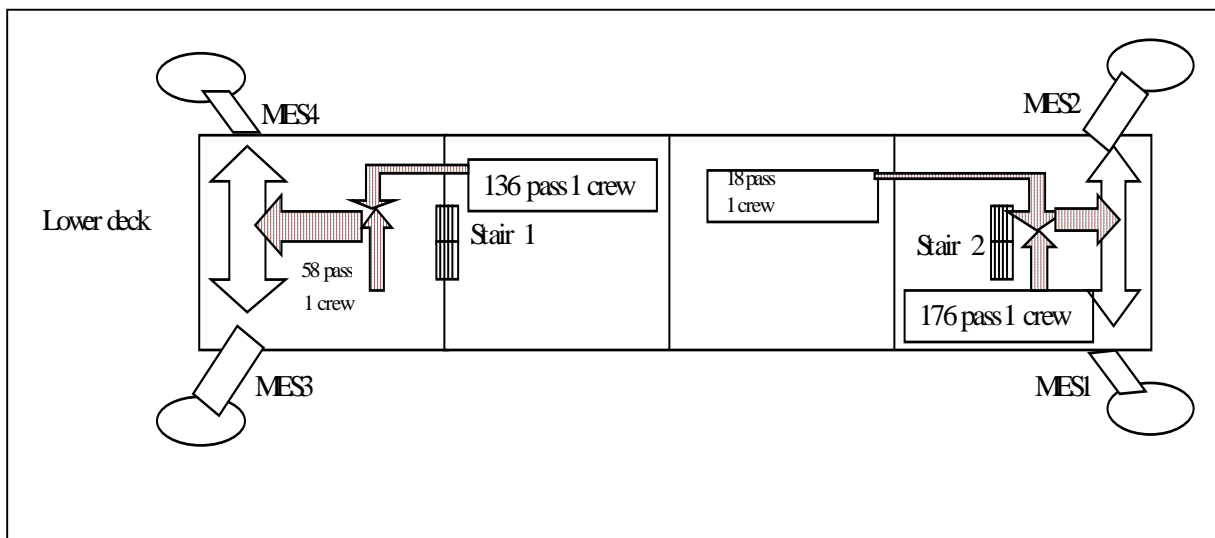 MES4
MES2
136 pass 1 crew
18 pass
1 crew
Lower deck
Stair 1
Stair 2
58 pass
1 crew
176 pass 1 crew
MES3
MES1